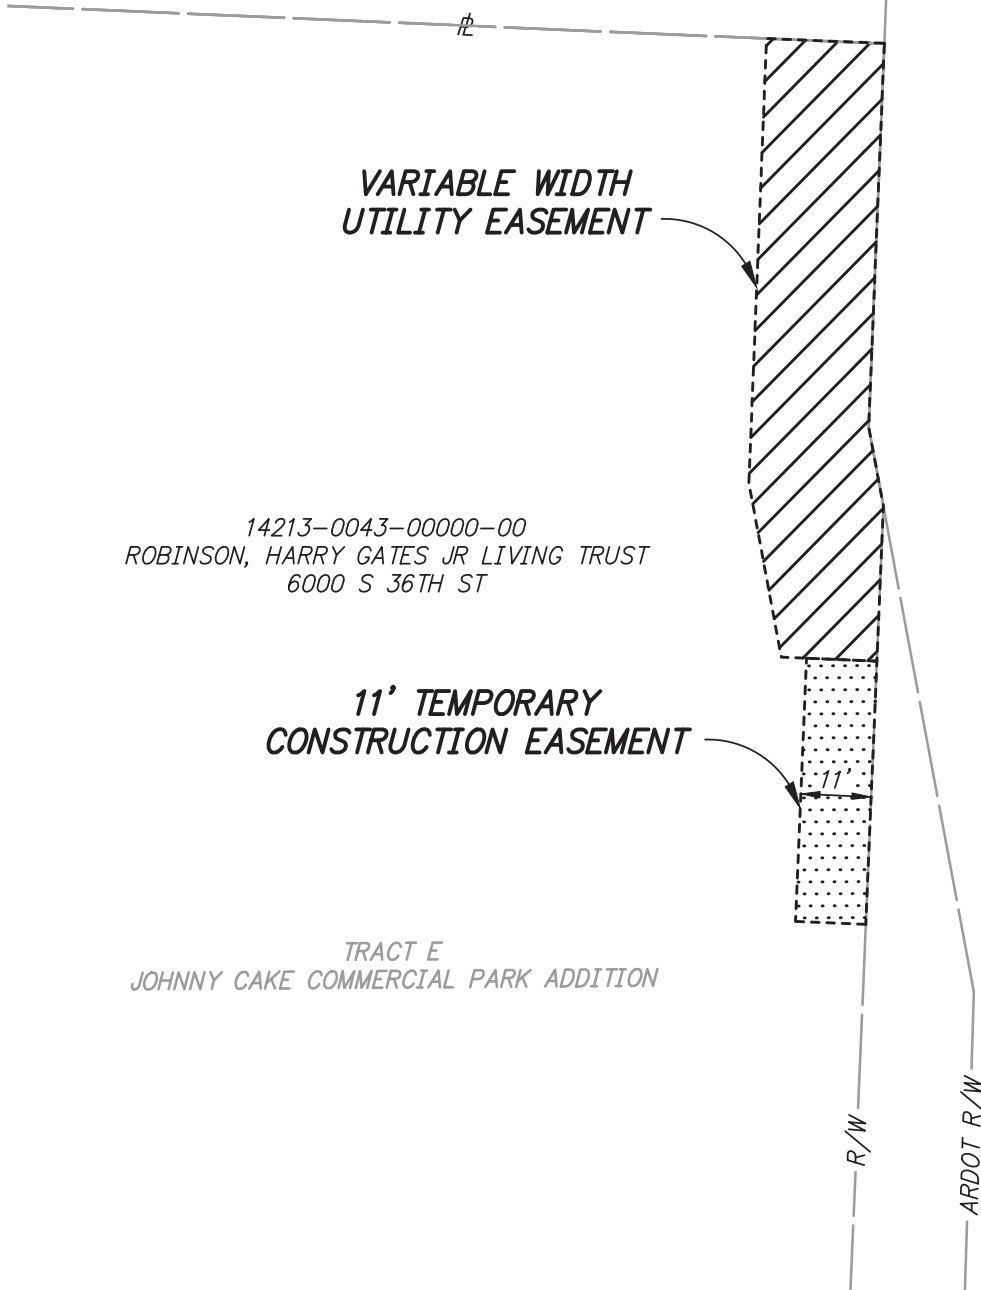 PL
VARIABLE WIDTH
UTILITY EASEMENT
14213-0043-00000-00
ROBINSON, HARRY GATES JR LIVING TRUST
6000 S 36TH ST
11' TEMPORARY
CONSTRUCTION EASEMENT
11'
TRACT E
JOHNNY CAKE COMMERCIAL PARK ADDITION
R/W
ARDOT R/W